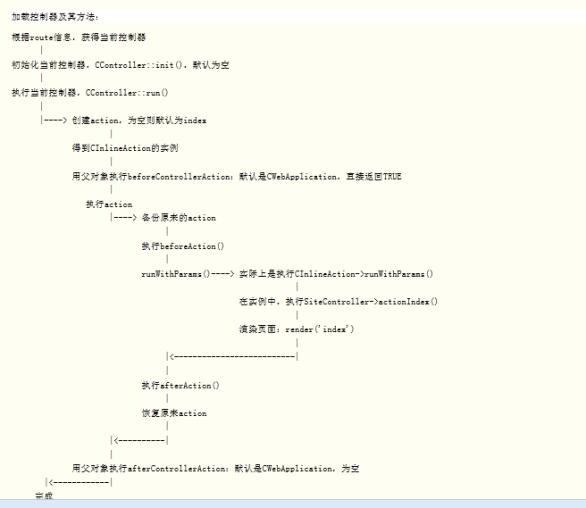 加载控制器及其方法:
根据route信息，获得当前控制器
|
初始化当前控制器，CController::init()，默认为空
|
执行当前控制器，CController::run()
|
|----> 创建action，为空则默认为index
|
得到CInlineAction的实例
|
用父对象执行beforeControllerAction：默认是CWebApplication，直接返回TRUE
|
执行action
|----> 备份原来的action
|
执行beforeAction()
|
runWithParams()----> 实际上是执行CInlineAction->runWithParams()
|
在实例中，执行SiteController->actionIndex()
|
渲染页面：render('index')
|
|<--------------------------|
|
执行afterAction()
|
恢复原来action
|
|<----------|
|
用父对象执行afterControllerAction：默认是CWebApplication，为空
|<------------|
完成